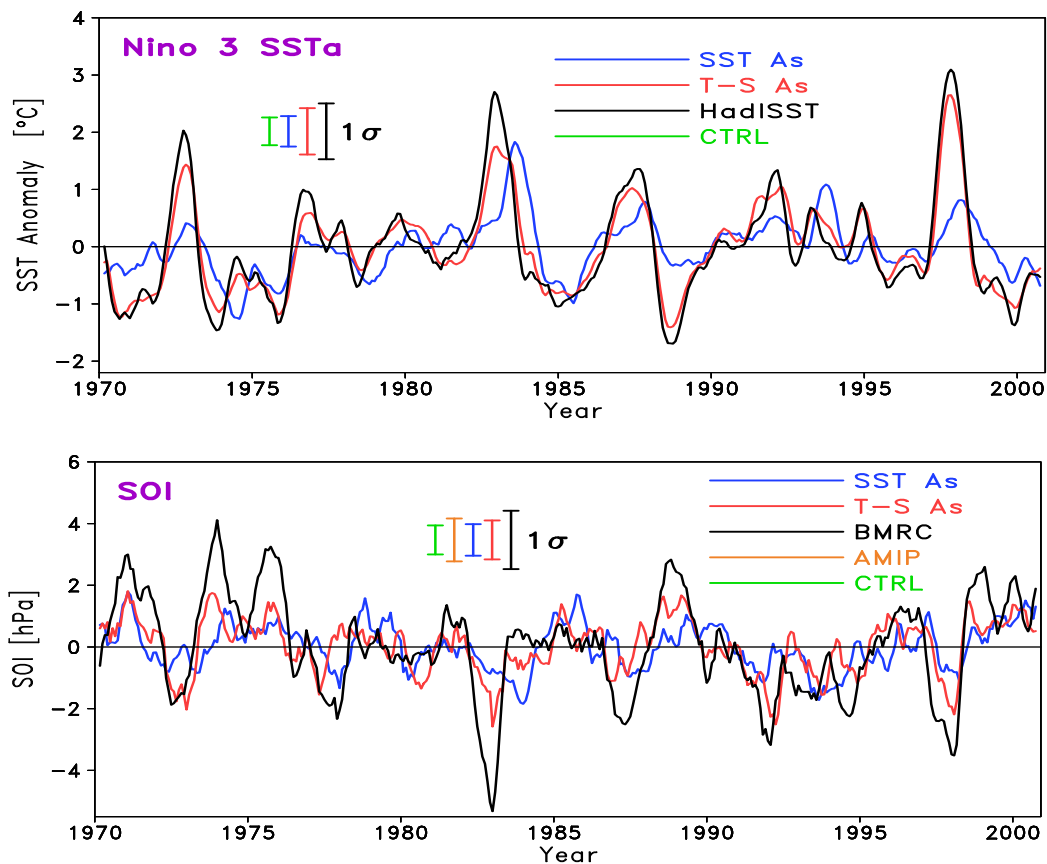 4
3
2
1
0
−1
−2
SST Anomaly [°C]
Nino 3 SSTa
1 σ
SST As
T−S As
HadISST
CTRL
1970 1975 1980 1985 1990 1995 2000
Year
6
4
2
0
−2
−4
SOI [hPa]
SOI
1 σ
SST As
T−S As
BMRC
AMIP
CTRL
1970 1975 1980 1985 1990 1995 2000
Year